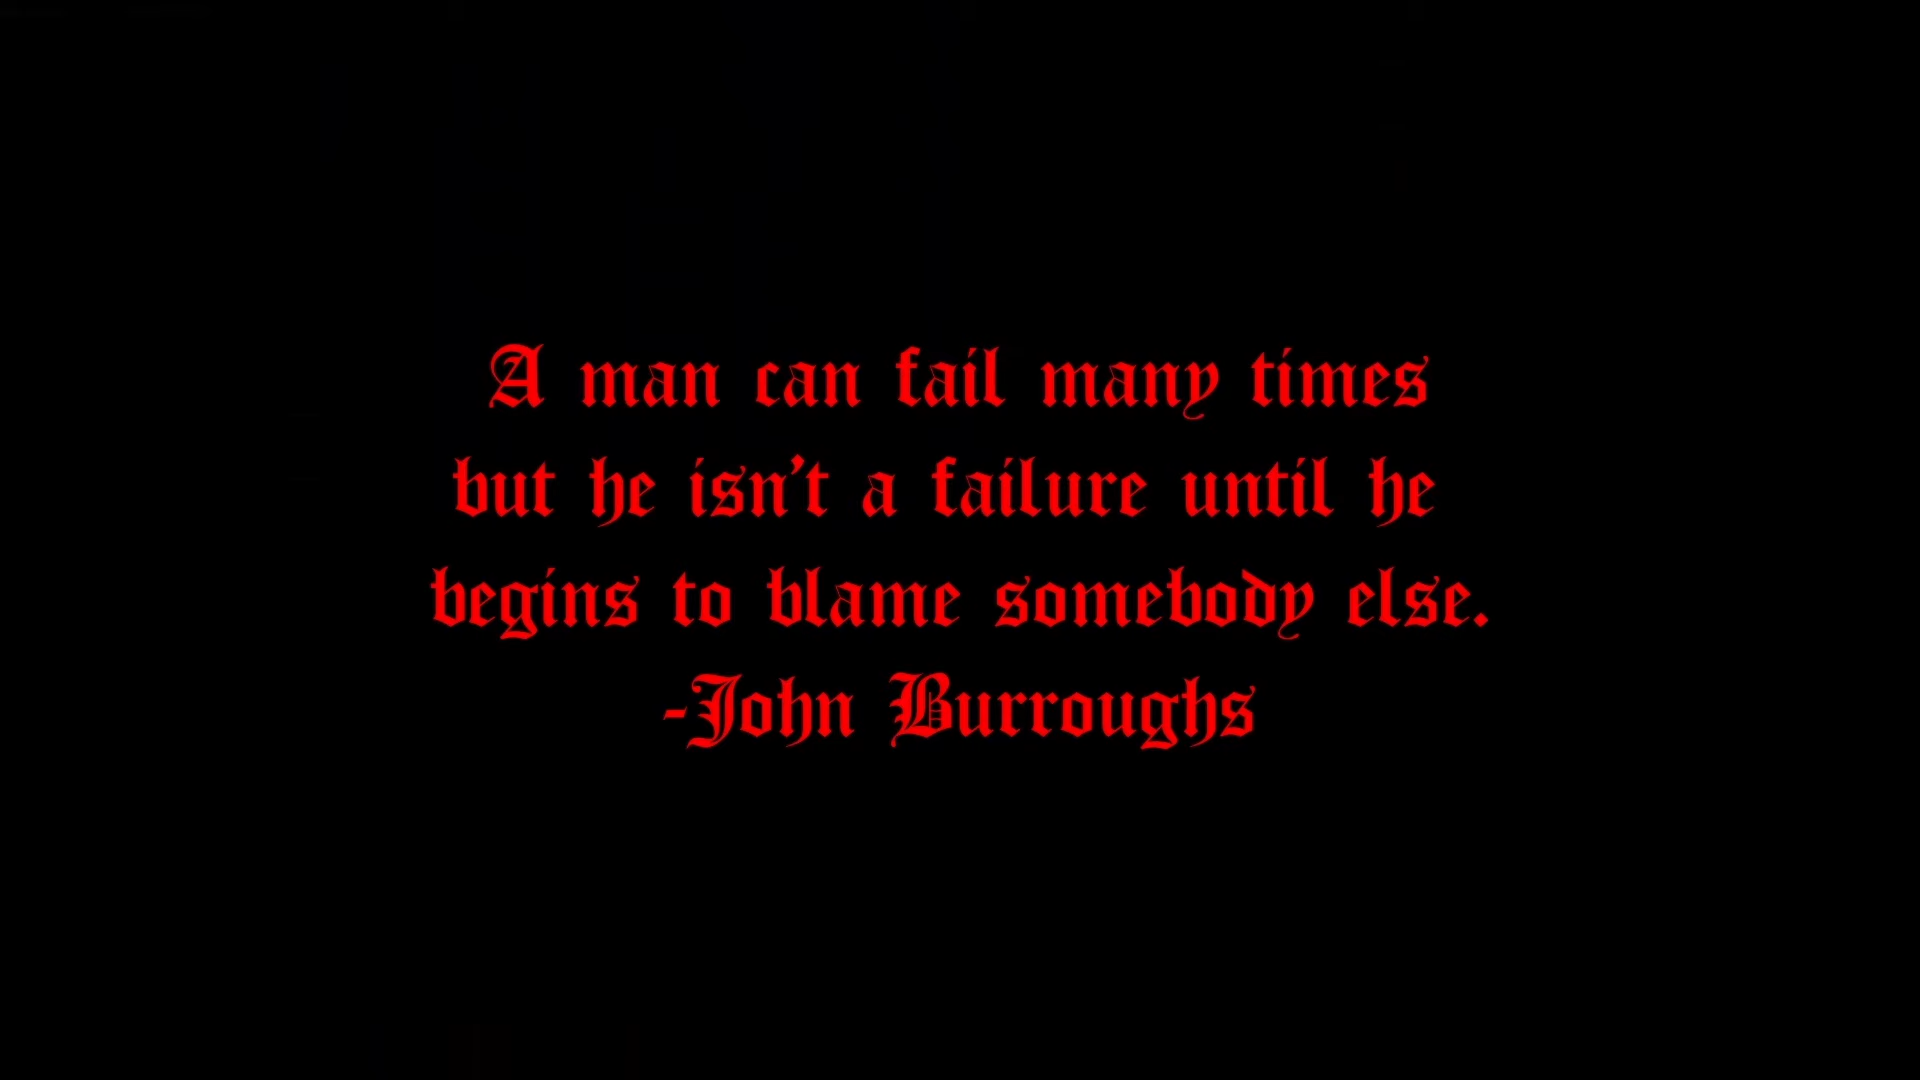 A man can fail many times
but he isn't a failure until he
begins to blame somebody else.
-John Burroughs